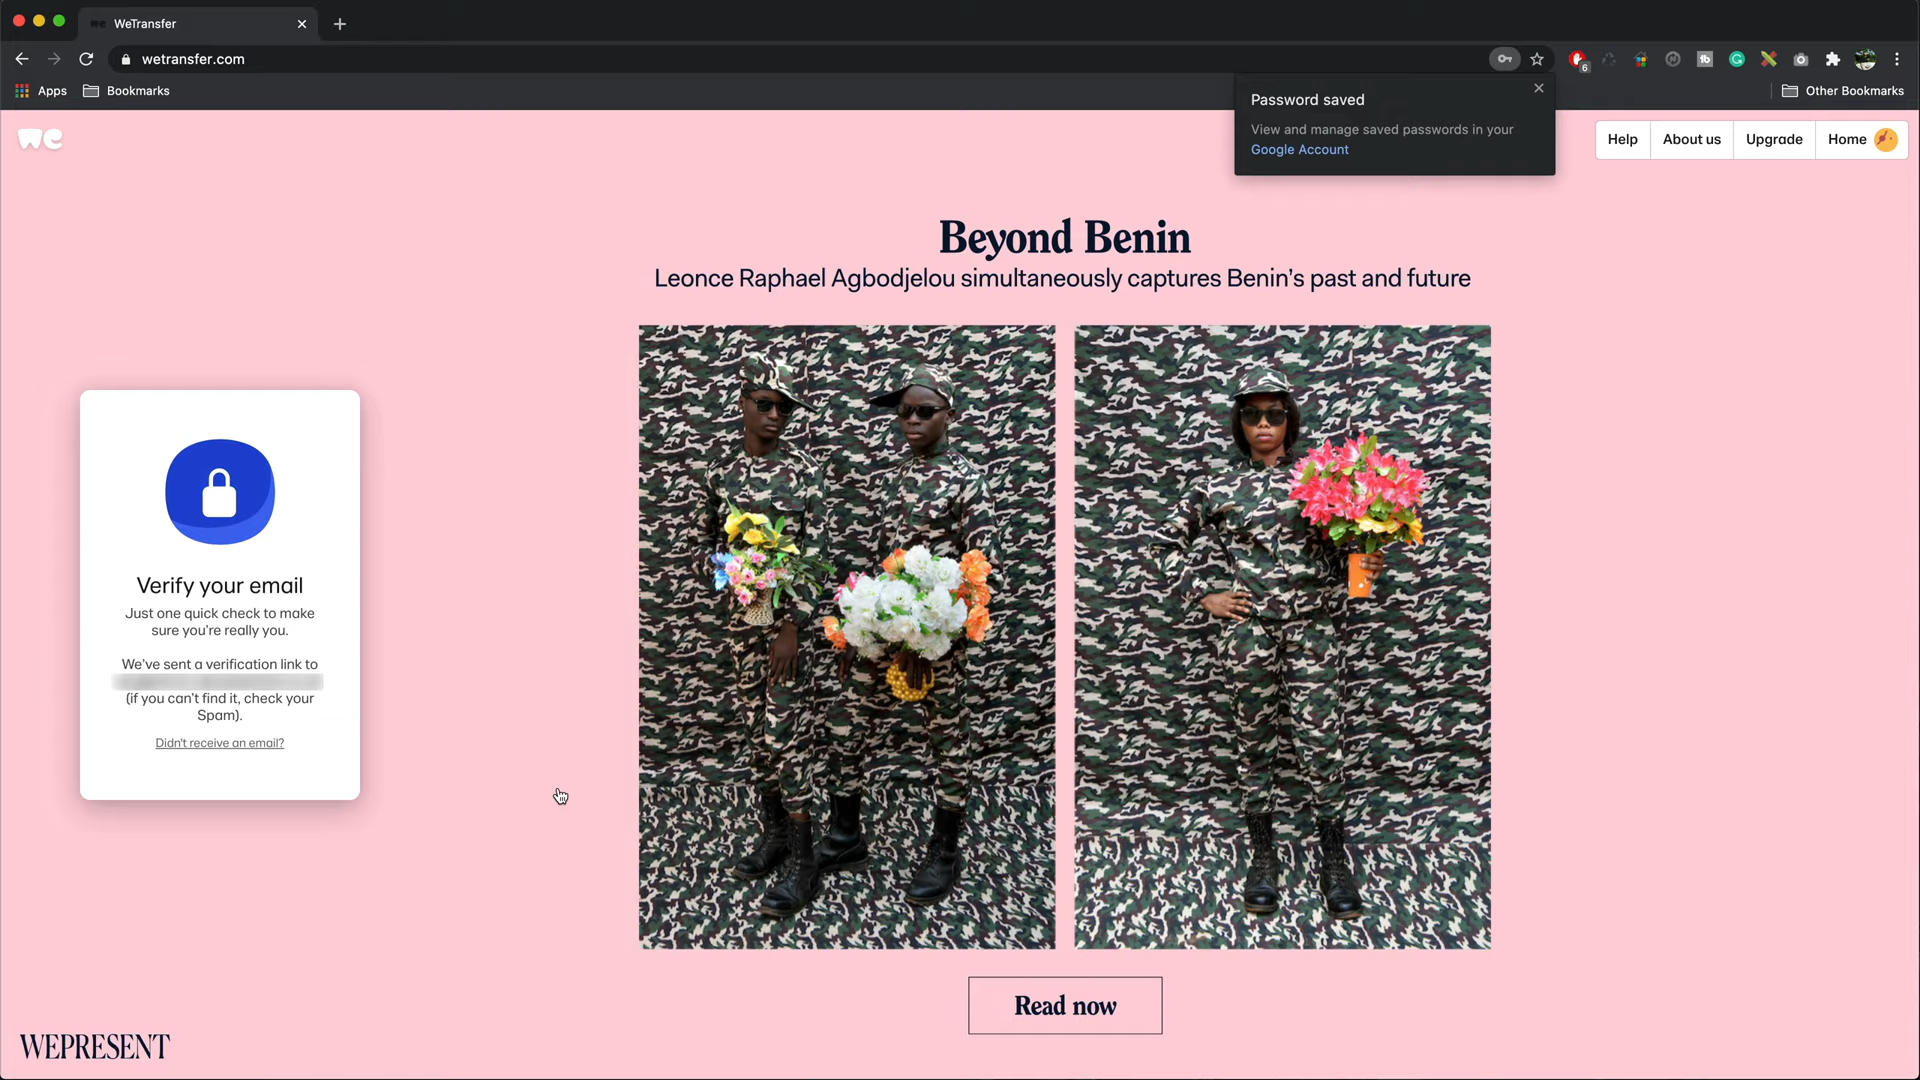 WeTransfer
wetransfer.com
6
Apps
Bookmarks
Other Bookmarks
Password saved
View and manage saved passwords in your
Google Account
we
Help
About us
Upgrade
Home
Beyond Benin
Leonce Raphael Agbodjelou simultaneously captures Benin's past and future
Verify your email
Just one quick check to make
sure you're really you.
We've sent a verification link to
(if you can't find it, check your
Spam).
Didn't receive an email?
Read now
WEPRESENT